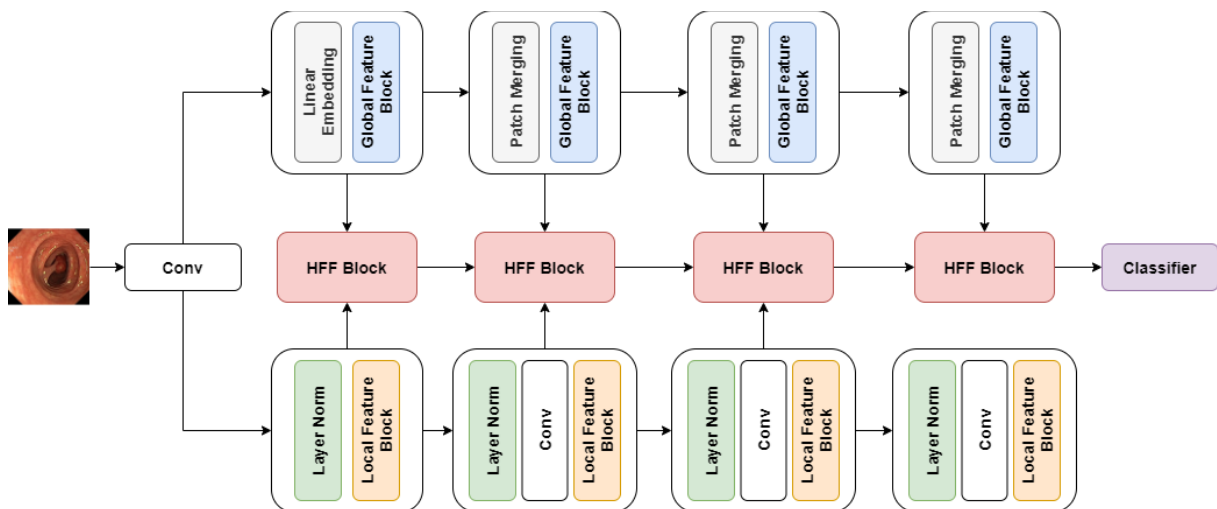 Linear
Embedding
Global Feature
Block
Patch Merging
Global Feature
Block
Patch Merging
Global Feature
Block
Patch Merging
Global Feature
Block
Conv
HFF Block
HFF Block
HFF Block
HFF Block
Classifier
Layer Norm
Local Feature
Block
Layer Norm
Conv
Local Feature
Block
Layer Norm
Conv
Local Feature
Block
Layer Norm
Conv
Local Feature
Block